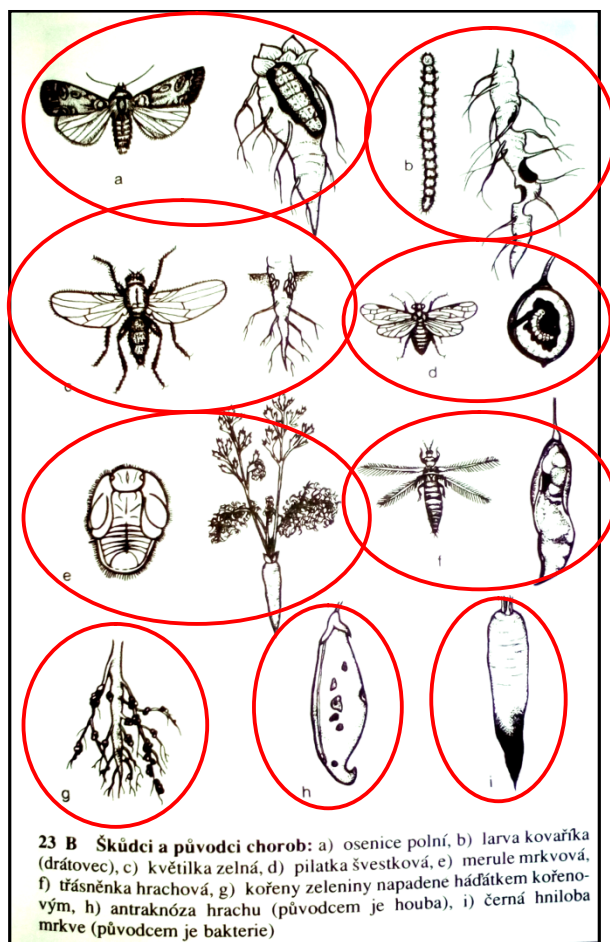 a
b
c
d
e
f
g
h
i
23 B Škůdci a původci chorob: a) osenice polní, b) larva kovaříka
(drátovec), c) květilka zelná, d) pilatka švestková, e) merule mrkvová,
f) třásněnka hrachová, g) kořeny zeleniny napadene háďátkem kořeno-
vým, h) antraknóza hrachu (původcem je houba), i) černá hniloba
mrkve (původcem je bakterie)